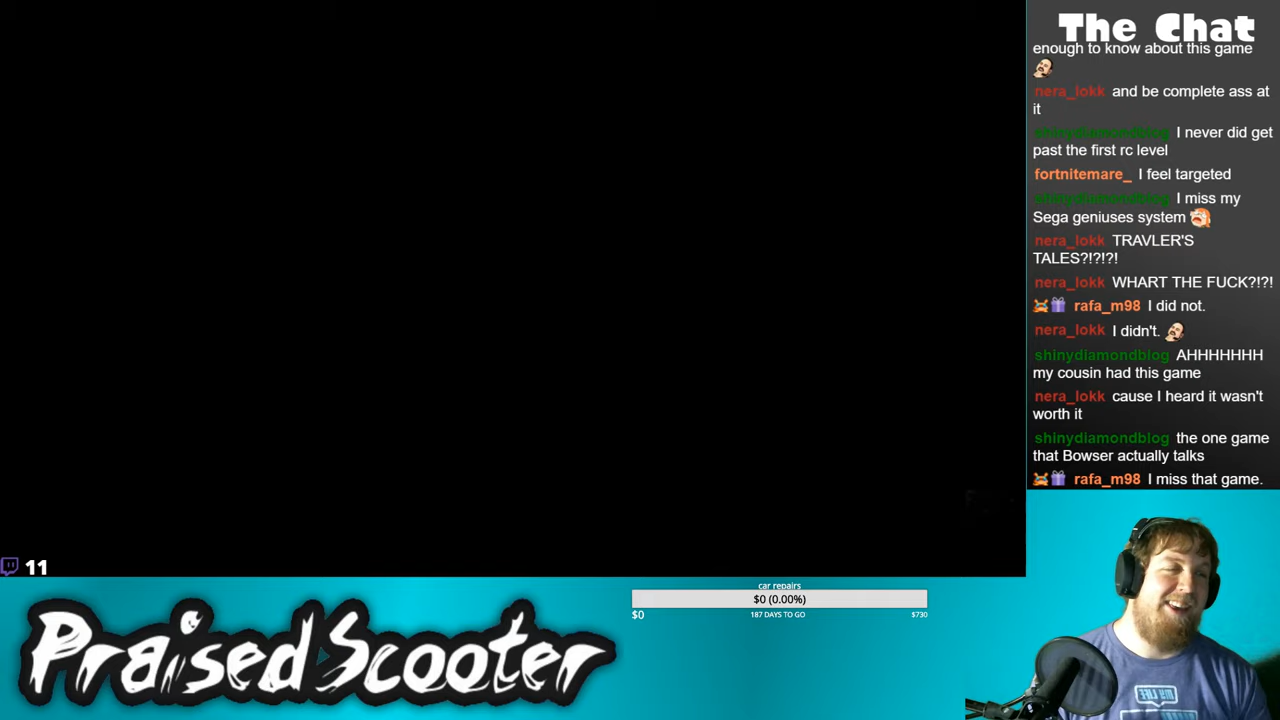 The Chat
enough to know about this game
nera_lokk and be complete ass at
it
shinydiamondblog I never did get
past the first rc level
fortnitemare_ I feel targeted
shinydiamondblog I miss my
Sega geniuses system
nera_lokk TRAVLER'S
TALES?!?!?!
nera_lokk WHART THE FUCK?!?!
rafa_m98 I did not.
nera_lokk I didn't.
shinydiamondblog AHHHHHHH
my cousin had this game
nera_lokk cause I heard it wasn't
worth it
shinydiamondblog the one game
that Bowser actually talks
rafa_m98 I miss that game.
11
car repairs
$0 (0.00%)
$0 187 DAYS TO GO $730
PraisedScooter